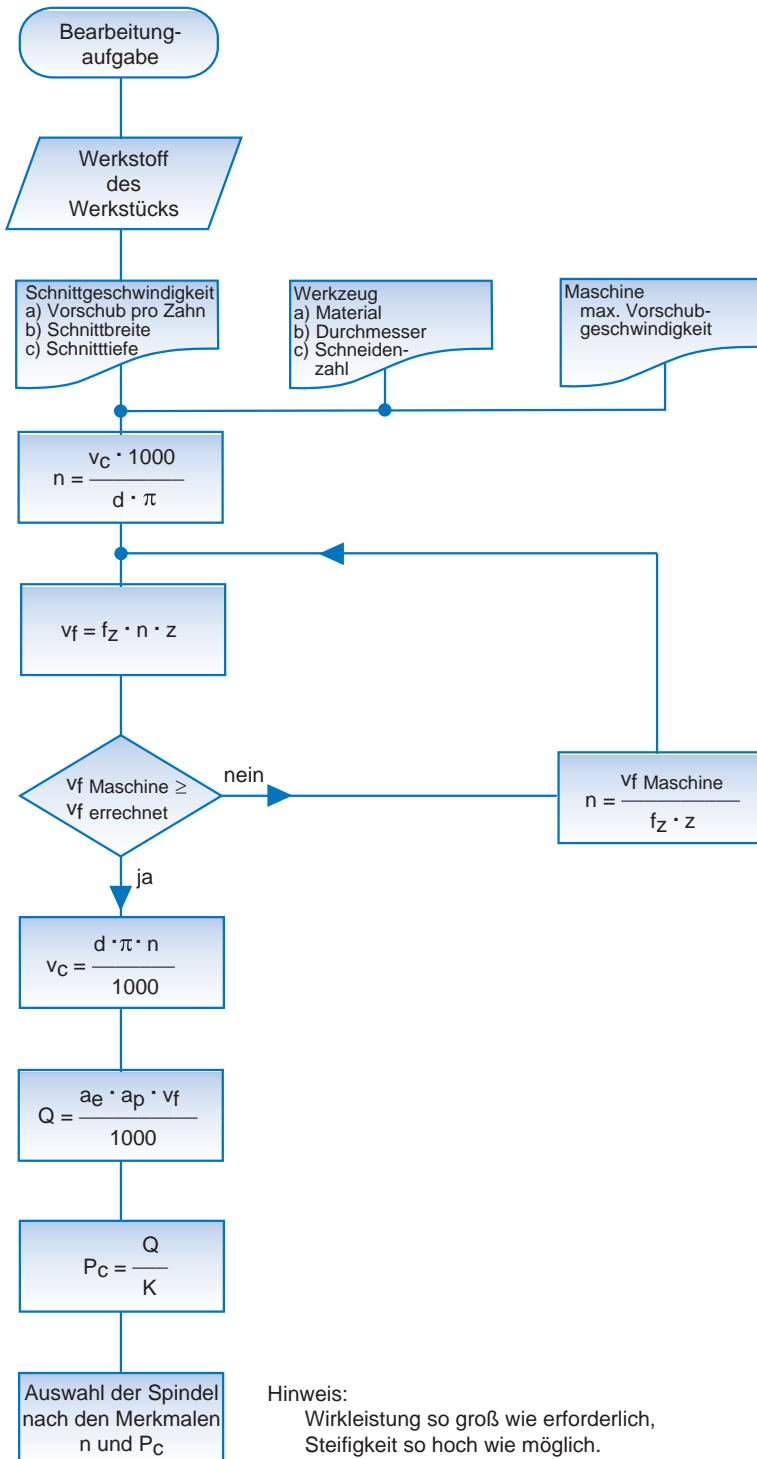 Bearbeitung-
aufgabe
Werkstoff
des
Werkstücks
Schnittgeschwindigkeit
a) Vorschub pro Zahn
b) Schnittbreite
c) Schnitttiefe
Werkzeug
a) Material
b) Durchmesser
c) Schneiden-
zahl
Maschine
max. Vorschub-
geschwindigkeit
n = vc · 1000
d · π
vf = fz · n · z
vf Maschine ≥
vf errechnet
nein
n = vf Maschine
fz · z
ja
vc = d · π · n
1000
Q = ae · ap · vf
1000
Pc = Q
K
Auswahl der Spindel
nach den Merkmalen
n und Pc
Hinweis:
Wirkleistung so groß wie erforderlich,
Steifigkeit so hoch wie möglich.